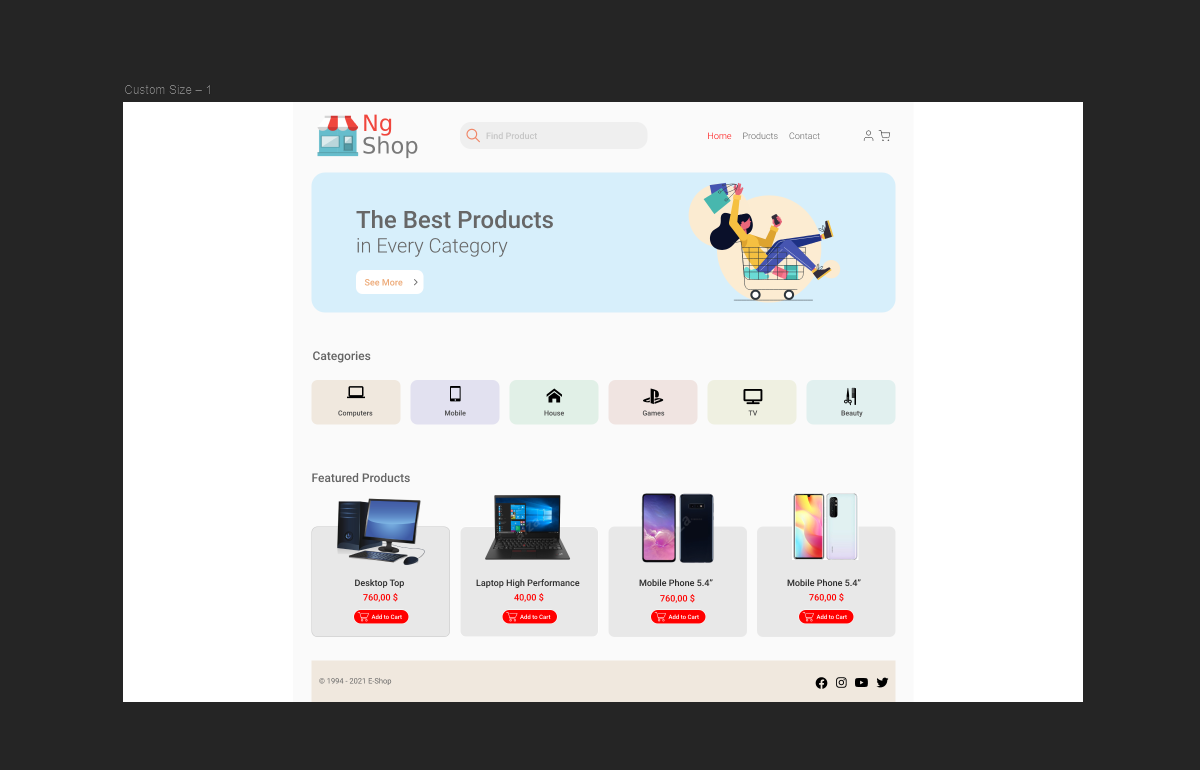 Custom Size – 1
Ng
Shop
Find Product
Home Products Contact
The Best Products
in Every Category
See More
Categories
Computers
Mobile
House
Games
TV
Beauty
Featured Products
Desktop Top
760,00 $
Add to Cart
Laptop High Performance
40,00 $
Add to Cart
Mobile Phone 5.4”
760,00 $
Add to Cart
Mobile Phone 5.4”
760,00 $
Add to Cart
© 1994 - 2021 E-Shop